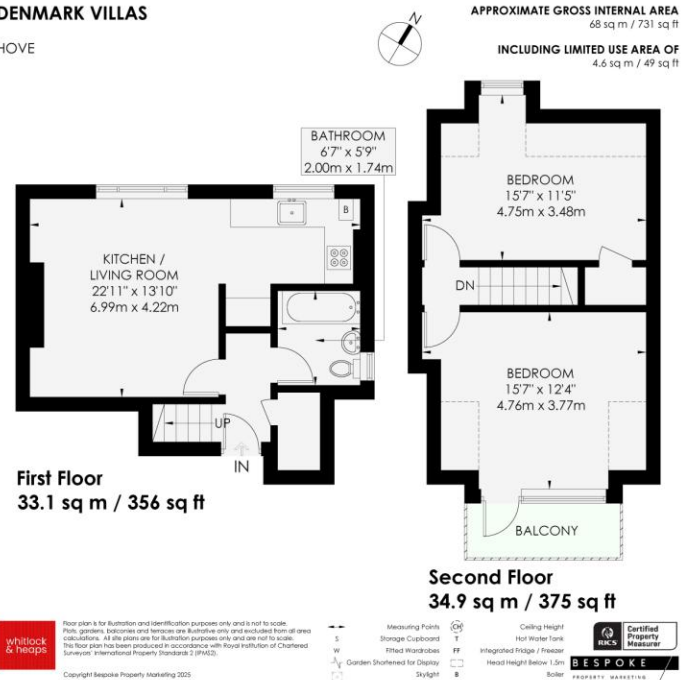 DENMARK VILLAS
HOVE
N
APPROXIMATE GROSS INTERNAL AREA
68 sq m / 731 sq ft
INCLUDING LIMITED USE AREA OF
4.6 sq m / 49 sq ft
BATHROOM
6'7" x 5'9"
2.00m x 1.74m
B
KITCHEN /
LIVING ROOM
22'11" x 13'10"
6.99m x 4.22m
UP
IN
First Floor
33.1 sq m / 356 sq ft
BEDROOM
15'7" x 11'5"
4.75m x 3.48m
DN
BEDROOM
15'7" x 12'4"
4.76m x 3.77m
BALCONY
Second Floor
34.9 sq m / 375 sq ft
whitlock
& heaps
Floor plan is for illustration and identification purposes only and is not to scale.
Plots, gardens, balconies and terraces are illustrative only and excluded from all area
calculations. All site plans are for illustration purposes only and are not to scale.
This floor plan has been produced in accordance with Royal Institution of Chartered
Surveyors' International Property Standards 2 (IPMS2).
Copyright Bespoke Property Marketing 2025
Measuring Points
S Storage Cupboard
W Fitted Wardrobes
Garden Shortened for Display
Skylight
CH Ceiling Height
T Hot Water Tank
FF Integrated Fridge / Freezer
Head Height Below 1.5m
B Boiler
RICS
Certified
Property
Measurer
BESPOKE
PROPERTY MARKETING